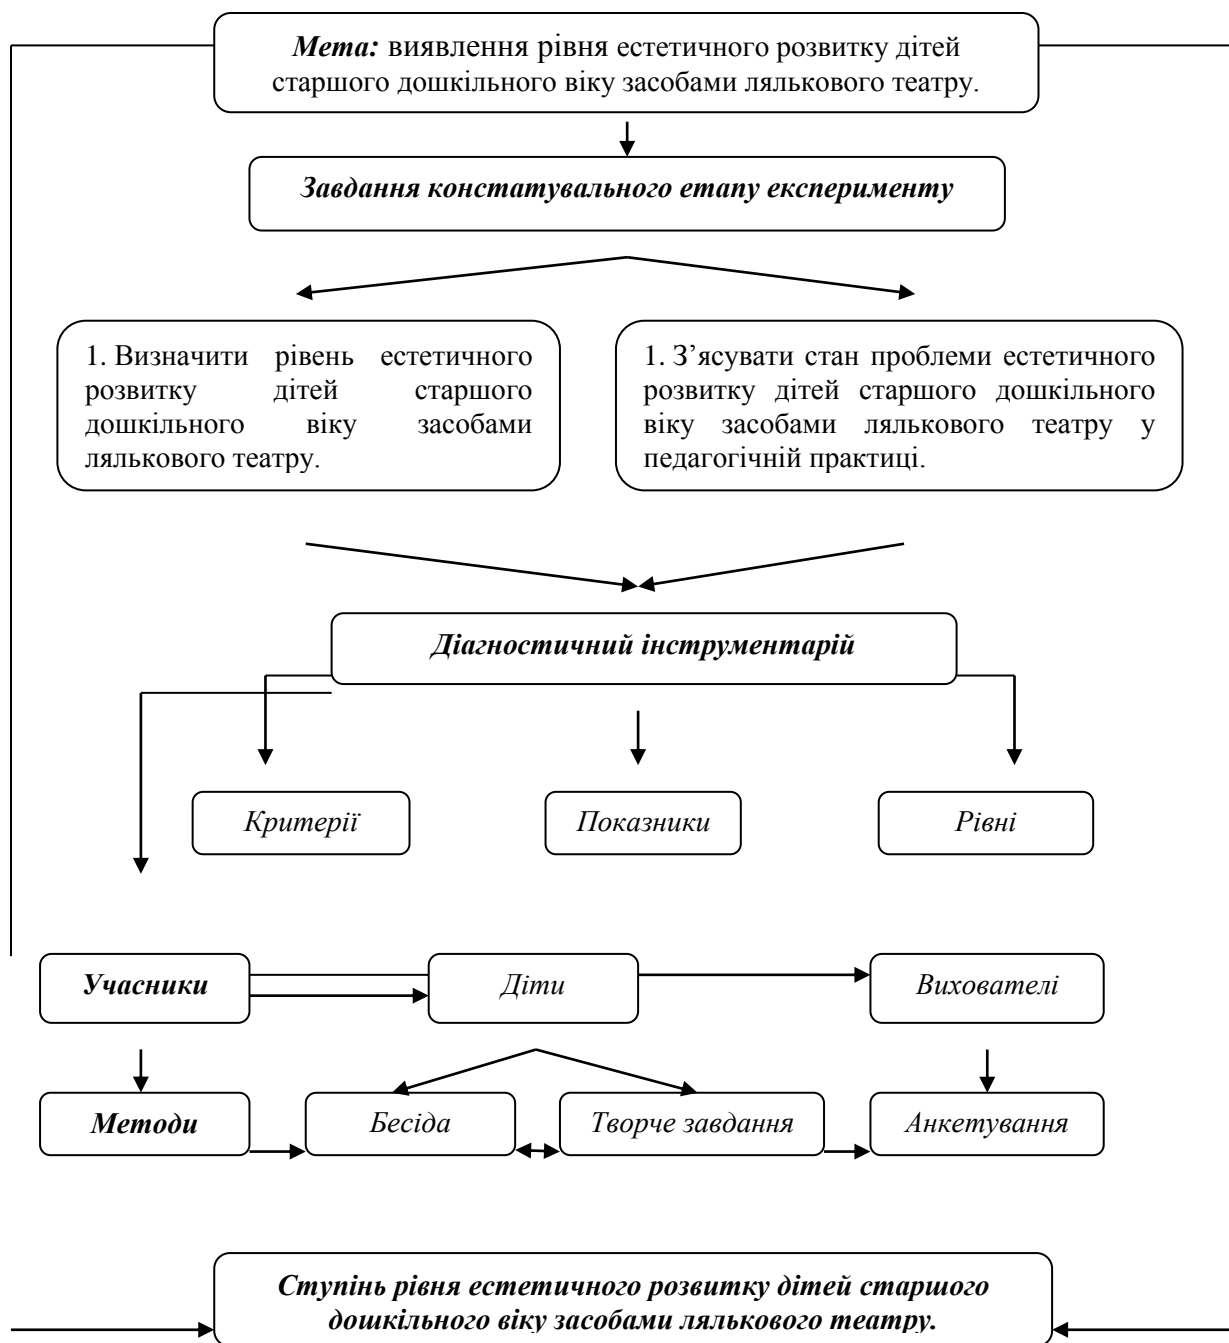 Мета: виявлення рівня естетичного розвитку дітей
старшого дошкільного віку засобами лялькового театру.
Завдання констатувального етапу експерименту
1. Визначити рівень естетичного
розвитку дітей старшого
дошкільного віку засобами
лялькового театру.
1. З’ясувати стан проблеми естетичного
розвитку дітей старшого дошкільного
віку засобами лялькового театру у
педагогічній практиці.
Діагностичний інструментарій
Критерії
Показники
Рівні
Учасники
Діти
Вихователі
Методи
Бесіда
Творче завдання
Анкетування
Ступінь рівня естетичного розвитку дітей старшого
дошкільного віку засобами лялькового театру.